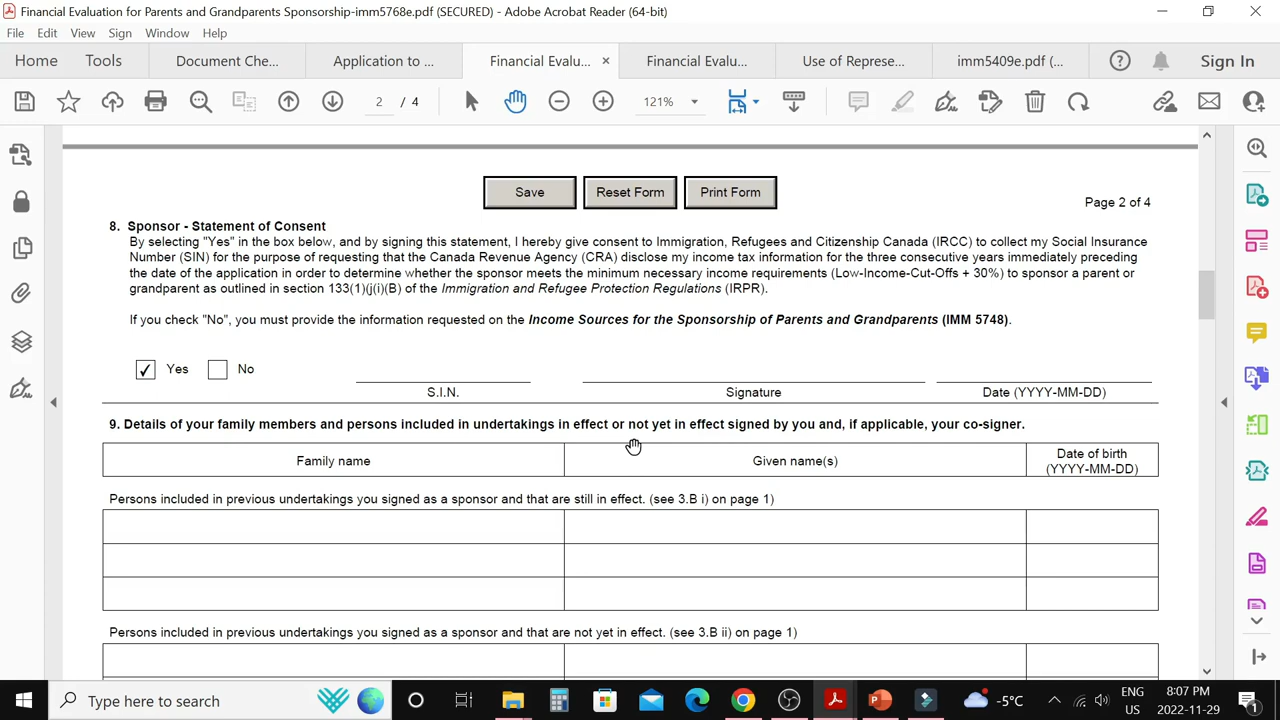 Financial Evaluation for Parents and Grandparents Sponsorship-imm5768e.pdf (SECURED) - Adobe Acrobat Reader (64-bit)
File Edit View Sign Window Help
Home Tools Document Che... Application to ... Financial Evalu... Financial Evalu... Use of Represe... imm5409e.pdf (... Sign In
2 / 4 121%
Save Reset Form Print Form
Page 2 of 4
8. Sponsor - Statement of Consent
By selecting "Yes" in the box below, and by signing this statement, I hereby give consent to Immigration, Refugees and Citizenship Canada (IRCC) to collect my Social Insurance
Number (SIN) for the purpose of requesting that the Canada Revenue Agency (CRA) disclose my income tax information for the three consecutive years immediately preceding
the date of the application in order to determine whether the sponsor meets the minimum necessary income requirements (Low-Income-Cut-Offs + 30%) to sponsor a parent or
grandparent as outlined in section 133(1)(j(i)(B) of the Immigration and Refugee Protection Regulations (IRPR).
If you check "No", you must provide the information requested on the Income Sources for the Sponsorship of Parents and Grandparents (IMM 5748).
Yes No
S.I.N. Signature Date (YYYY-MM-DD)
9. Details of your family members and persons included in undertakings in effect or not yet in effect signed by you and, if applicable, your co-signer.
Family name Given name(s) Date of birth
(YYYY-MM-DD)
Persons included in previous undertakings you signed as a sponsor and that are still in effect. (see 3.B i) on page 1)
Persons included in previous undertakings you signed as a sponsor and that are not yet in effect. (see 3.B ii) on page 1)
Type here to search -5°C ENG 8:07 PM
US 2022-11-29 1